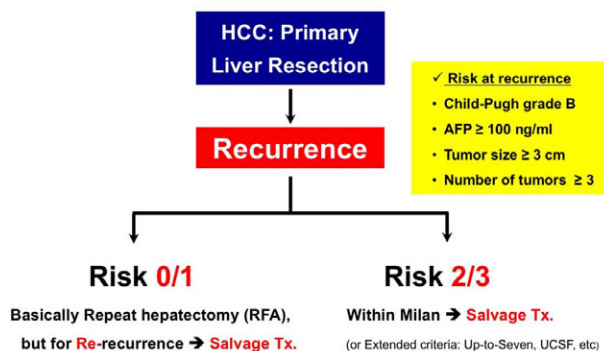 HCC: Primary
Liver Resection
✓ Risk at recurrence
• Child-Pugh grade B
• AFP ≥ 100 ng/ml
• Tumor size ≥ 3 cm
• Number of tumors ≥ 3
Recurrence
Risk 0/1
Basically Repeat hepatectomy (RFA),
but for Re-recurrence ➔ Salvage Tx.
Risk 2/3
Within Milan ➔ Salvage Tx.
(or Extended criteria: Up-to-Seven, UCSF, etc)